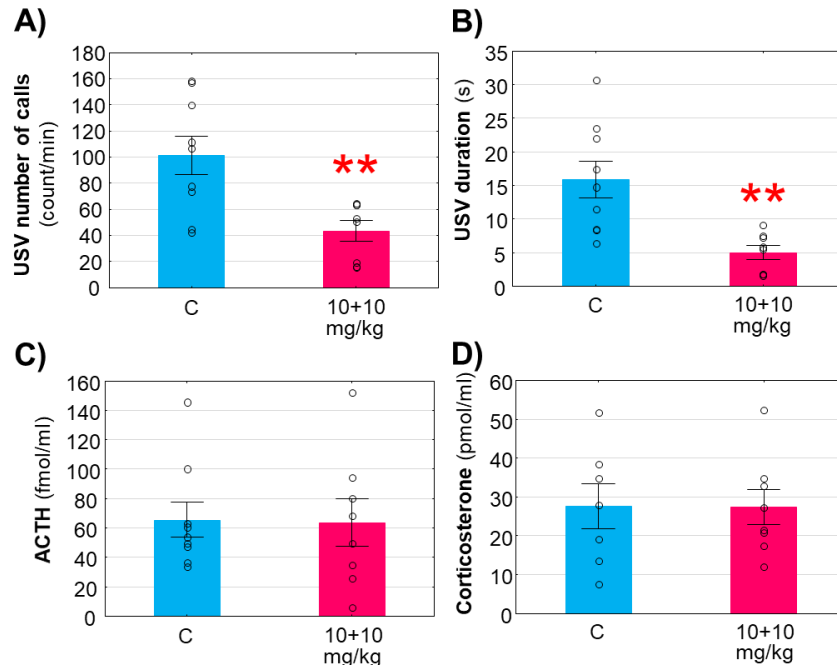 A)
USV number of calls
(count/min)
180
160
140
120
100
80
60
40
20
0
**
C
10+10
mg/kg
B)
USV duration (s)
35
30
25
20
15
10
5
0
**
C
10+10
mg/kg
C)
ACTH (fmol/ml)
160
140
120
100
80
60
40
20
0
C
10+10
mg/kg
D)
Corticosterone (pmol/ml)
60
50
40
30
20
10
0
C
10+10
mg/kg